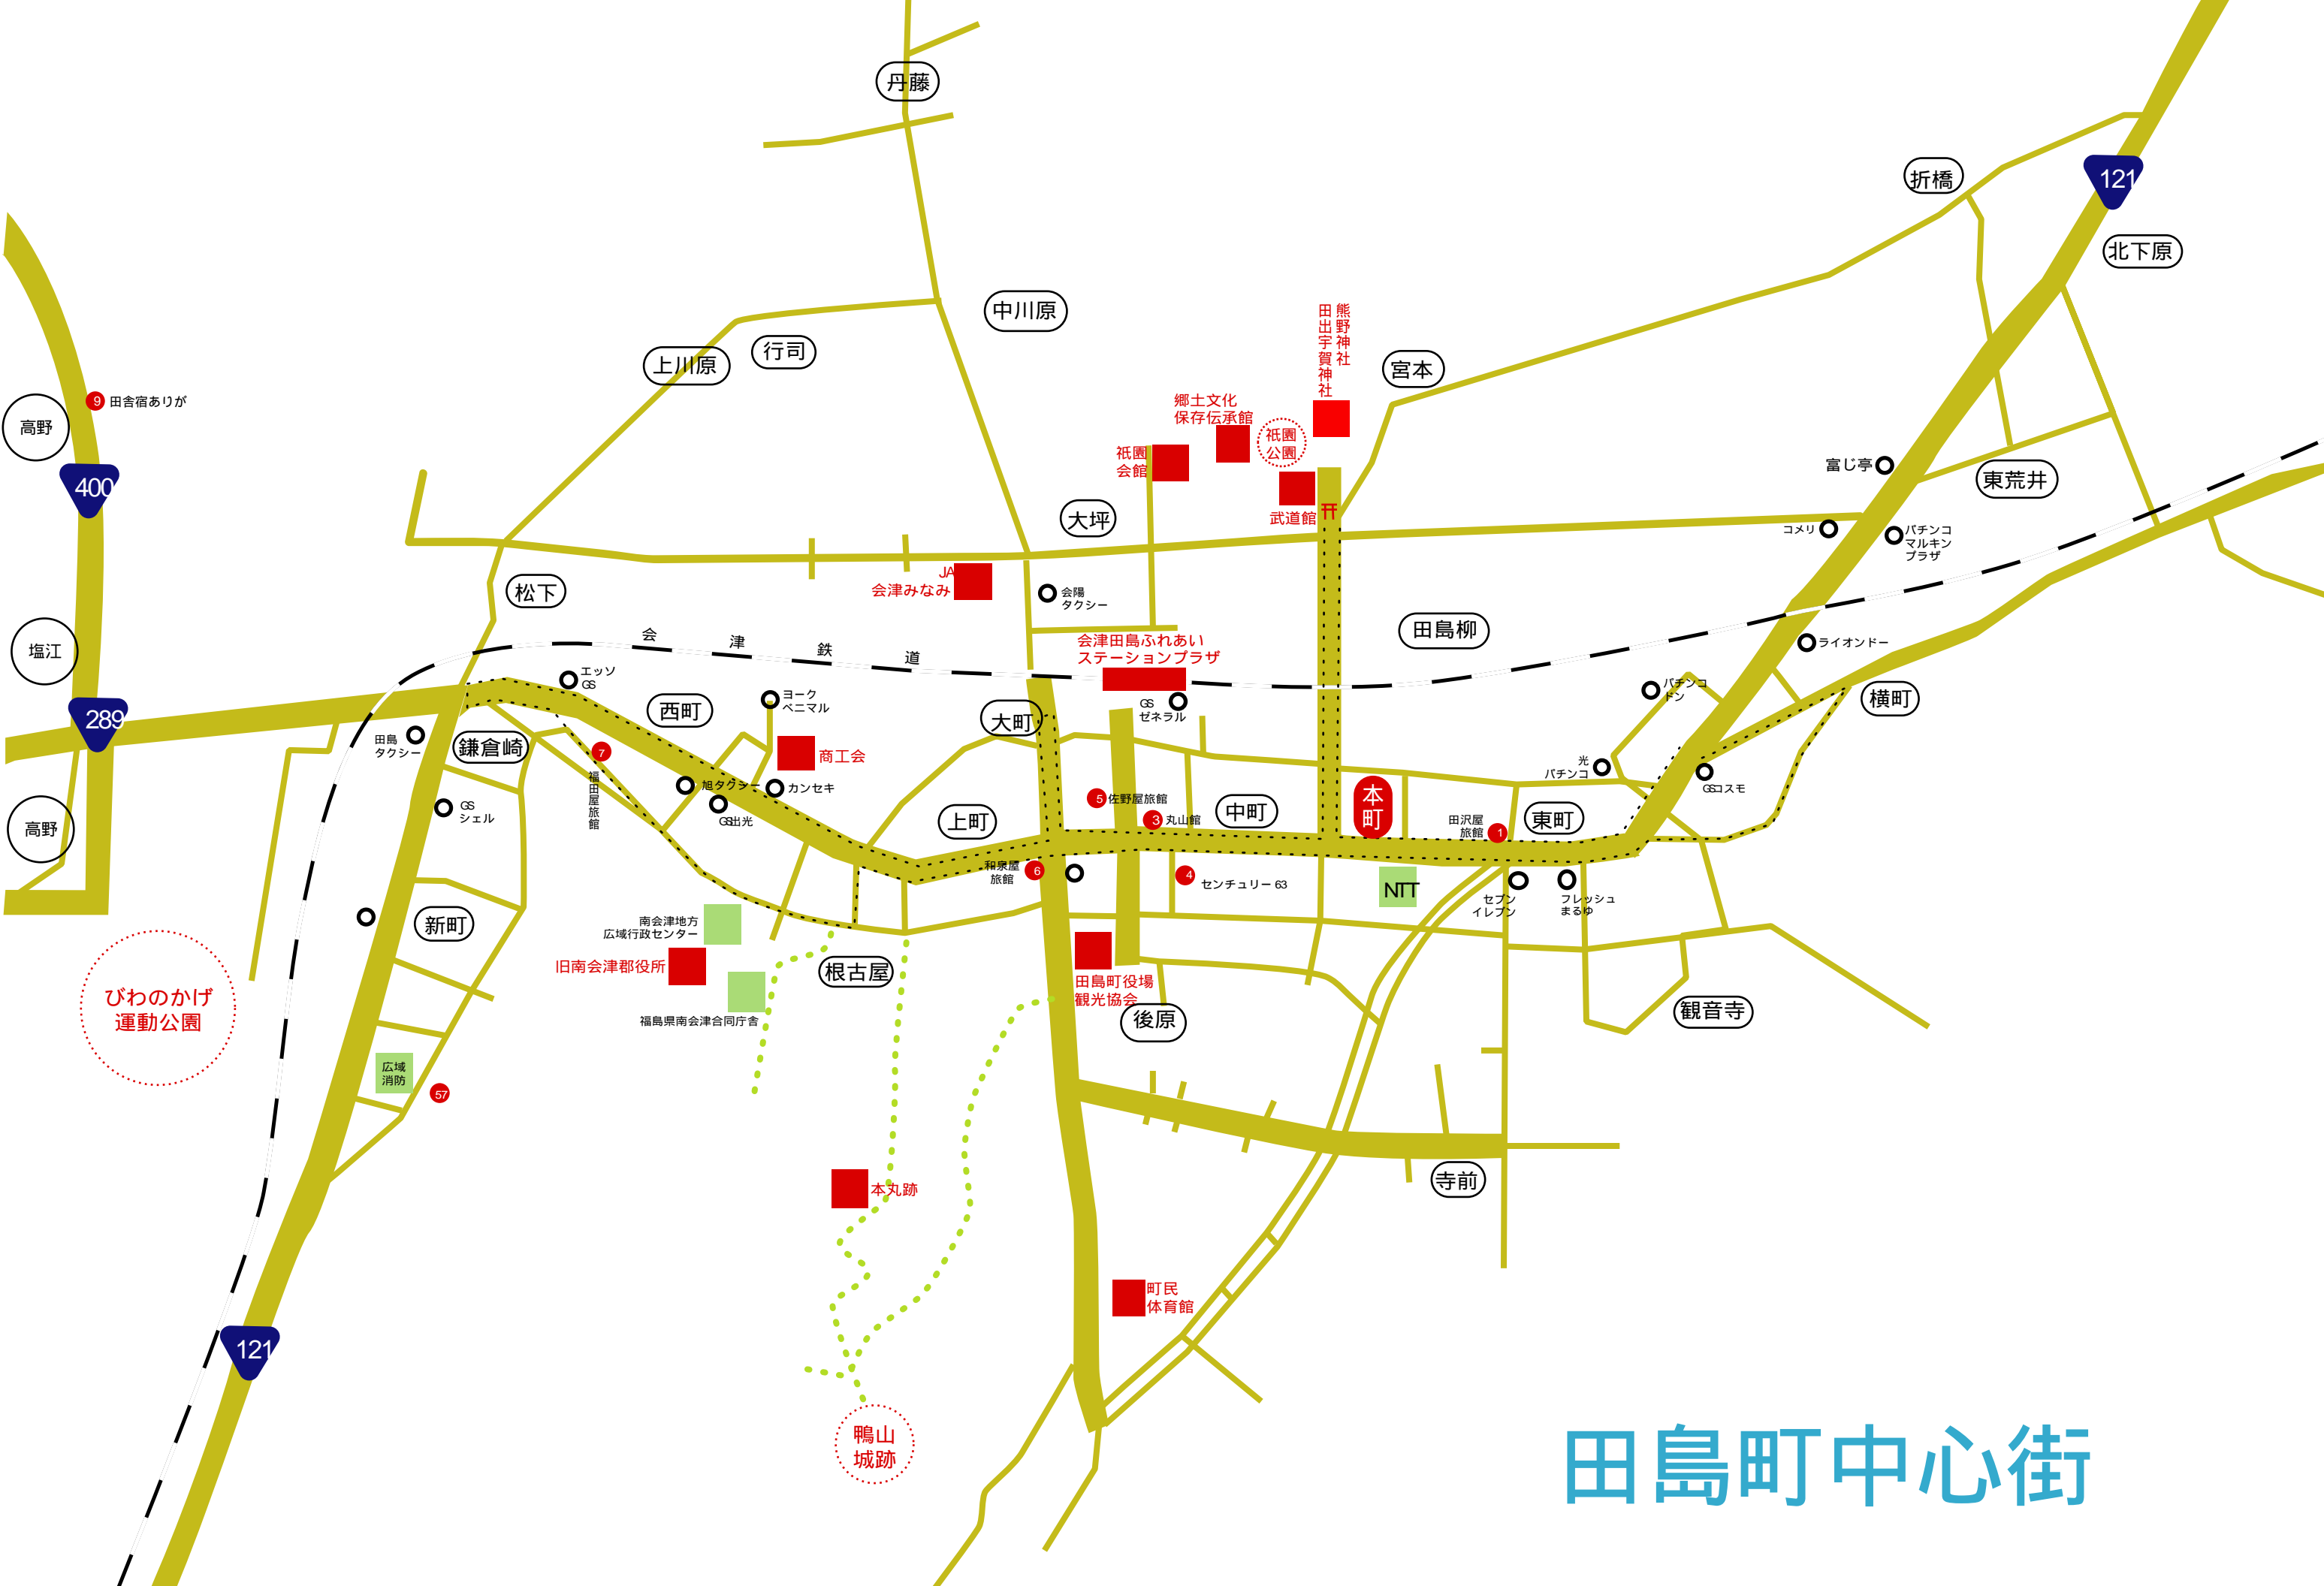 丹藤
折橋
121
北下原
中川原
熊野神社
田出宇賀神社
上川原
行司
宮本
9
田舎宿ありが
高野
郷土文化
保存伝承館
祇園
公園
祇園
会館
富じ亭
東荒井
400
武道館
大坪
コメリ
パチンコ
マルキン
プラザ
JA
会津みなみ
松下
会陽
タクシー
田島柳
塩江
会津鉄道
会津田島ふれあい
ステーションプラザ
ライオンドー
エッソ
GS
ヨーク
ベニマル
西町
GS
ゼネラル
パチンコ
ドン
横町
289
大町
田島
タクシー
鎌倉崎
7
福田屋旅館
商工会
光
パチンコ
旭タクシー
カンセキ
GS出光
GSコスモ
5
佐野屋旅館
中町
本町
高野
GS
シェル
上町
3
丸山館
田沢屋
旅館
1
東町
和泉屋
旅館
6
4
センチュリー 63
NTT
セブン
イレブン
フレッシュ
まるゆ
新町
南会津地方
広域行政センター
旧南会津郡役所
根古屋
田島町役場
観光協会
びわのかげ
運動公園
福島県南会津合同庁舎
後原
観音寺
広域
消防
57
本丸跡
寺前
町民
体育館
121
鴨山
城跡
田島町中心街